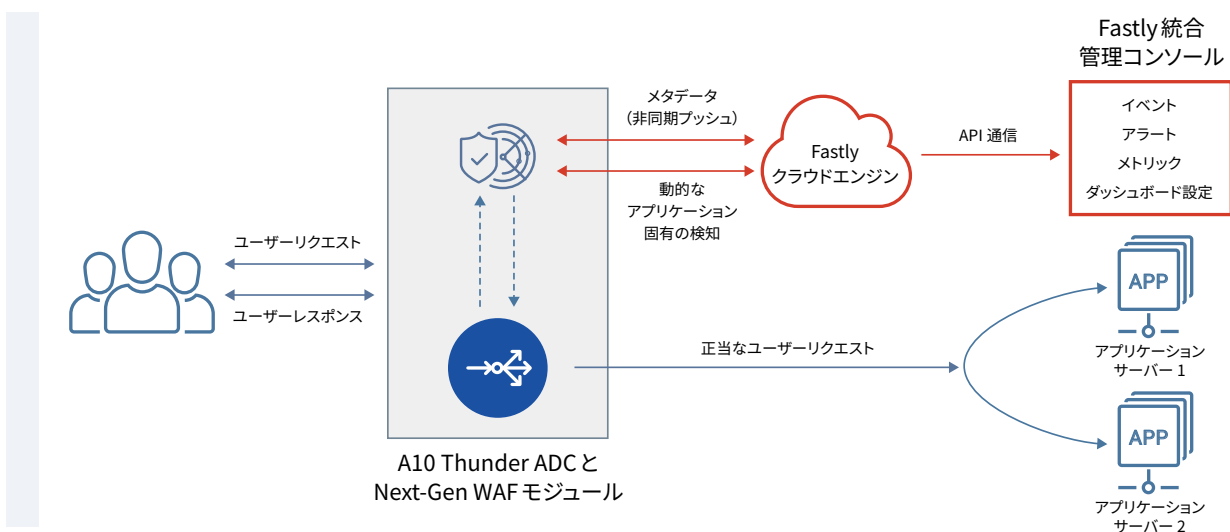 Fastly 統合
管理コンソール
イベント
アラート
メトリック
ダッシュボード設定
メタデータ
（非同期プッシュ）
Fastly
クラウドエンジン
API 通信
動的な
アプリケーション
固有の検知
ユーザーリクエスト
ユーザーレスポンス
正当なユーザーリクエスト
APP
アプリケーション
サーバー 1
APP
アプリケーション
サーバー 2
A10 Thunder ADC と
Next-Gen WAF モジュール